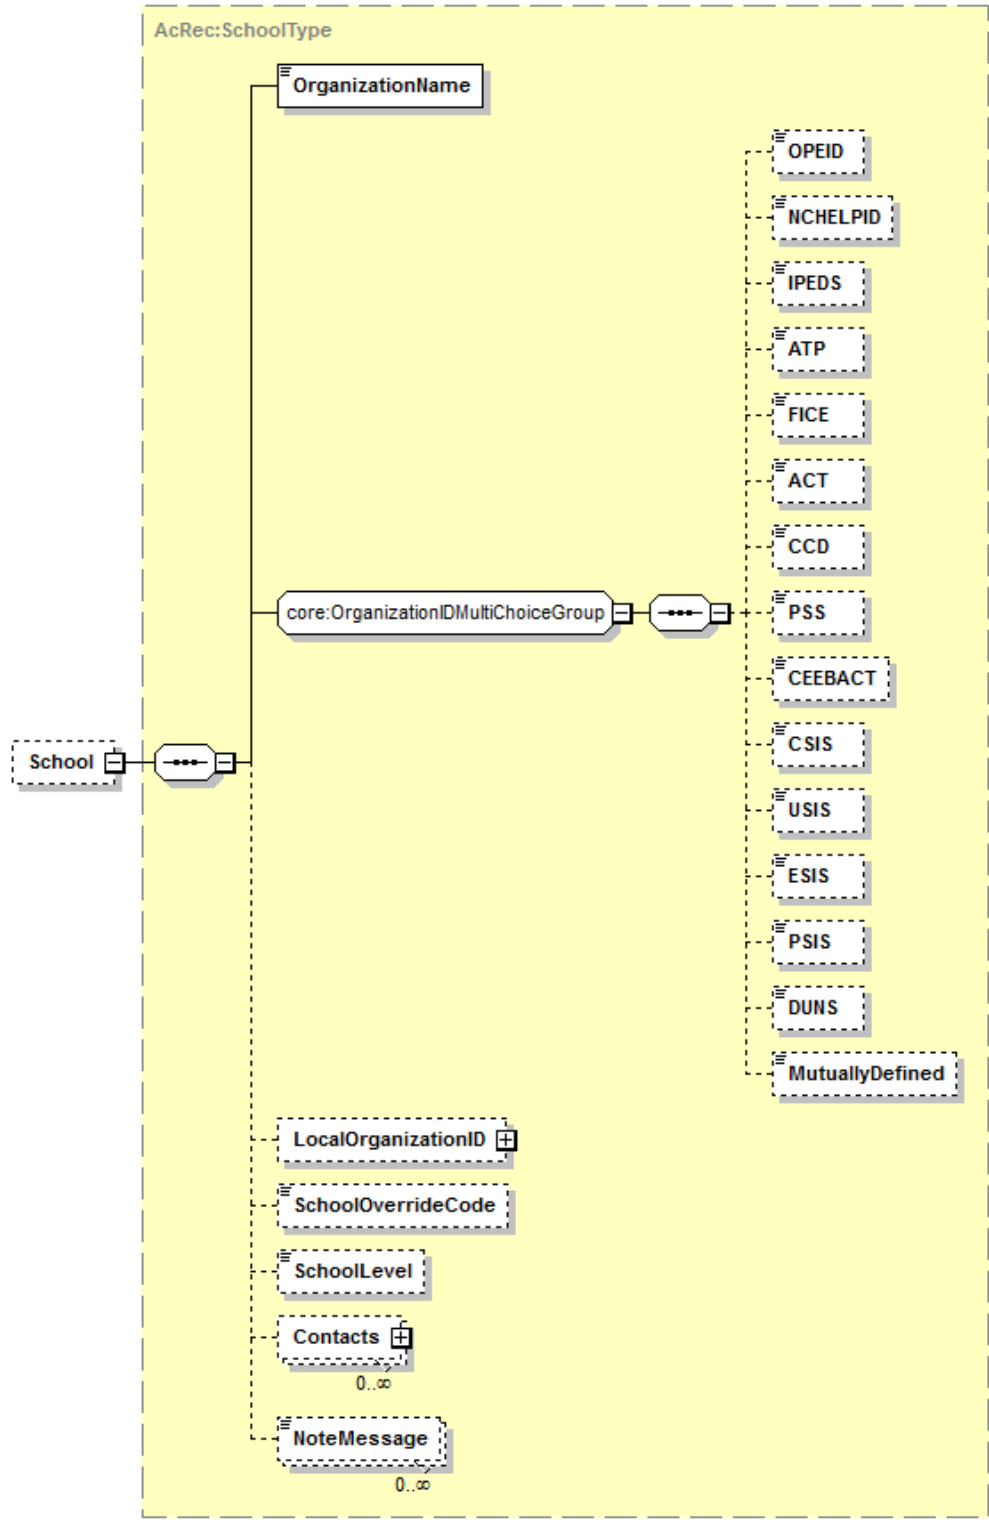 AcRec:SchoolType
OrganizationName
OPEID
NCHELPID
IPEDS
ATP
FICE
ACT
CCD
core:OrganizationIDMultiChoiceGroup
PSS
CEEBACT
CSIS
School
USIS
ESIS
PSIS
DUNS
MutuallyDefined
LocalOrganizationID
SchoolOverrideCode
SchoolLevel
Contacts
0..∞
NoteMessage
0..∞